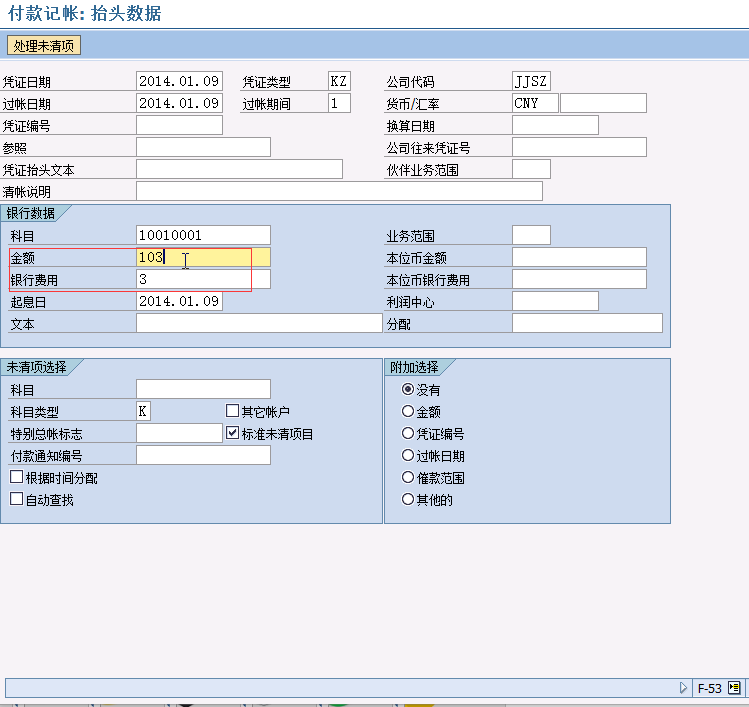 付款记帐: 抬头数据
处理未清项
凭证日期 2014.01.09 凭证类型 KZ 公司代码 JJSZ
过帐日期 2014.01.09 过帐期间 1 货币/汇率 CNY
凭证编号 换算日期
参照 公司往来凭证号
凭证抬头文本 伙伴业务范围
清帐说明
银行数据
科目 10010001 业务范围
金额 103 本位币金额
银行费用 3 本位币银行费用
起息日 2014.01.09 利润中心
文本 分配
未清项选择 附加选择
科目 没有
科目类型 K 其它帐户 金额
特别总帐标志 标准未清项目 凭证编号
付款通知编号 过帐日期
根据时间分配 催款范围
自动查找 其他的
F-53